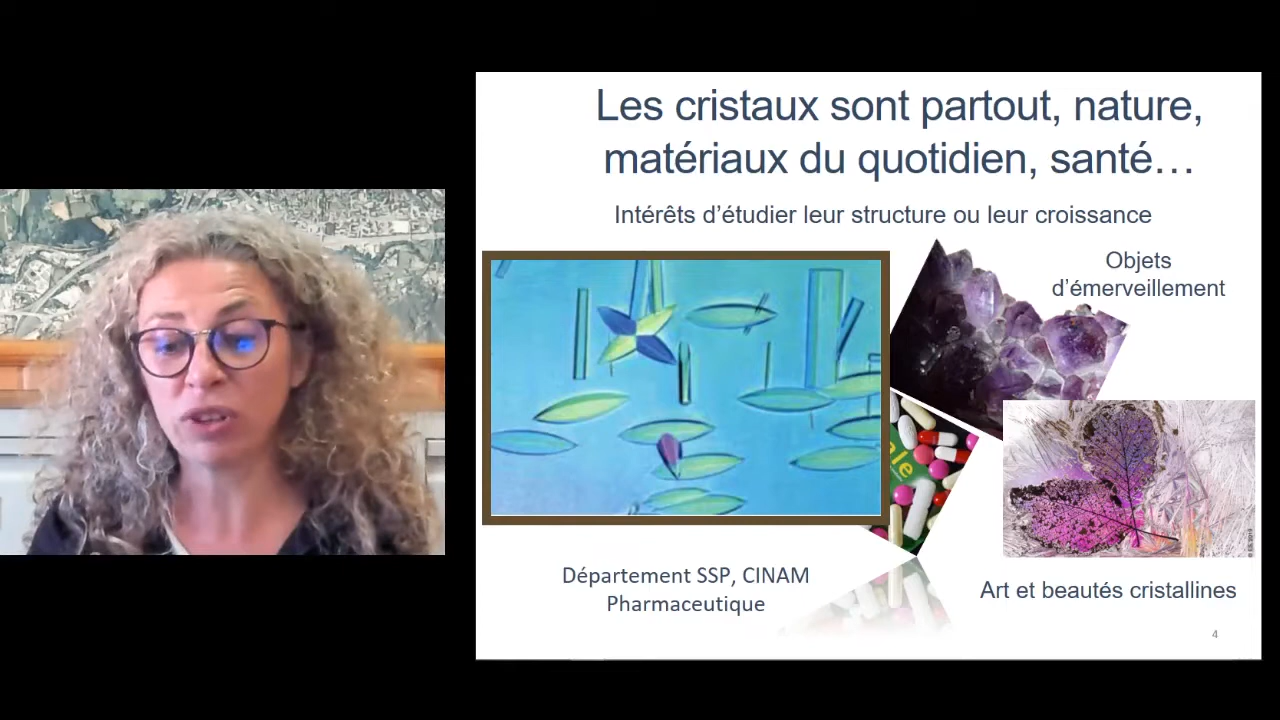 Les cristaux sont partout, nature,
matériaux du quotidien, santé…
Intérêts d’étudier leur structure ou leur croissance
Objets
d’émerveillement
Département SSP, CINAM
Pharmaceutique
Art et beautés cristallines
4